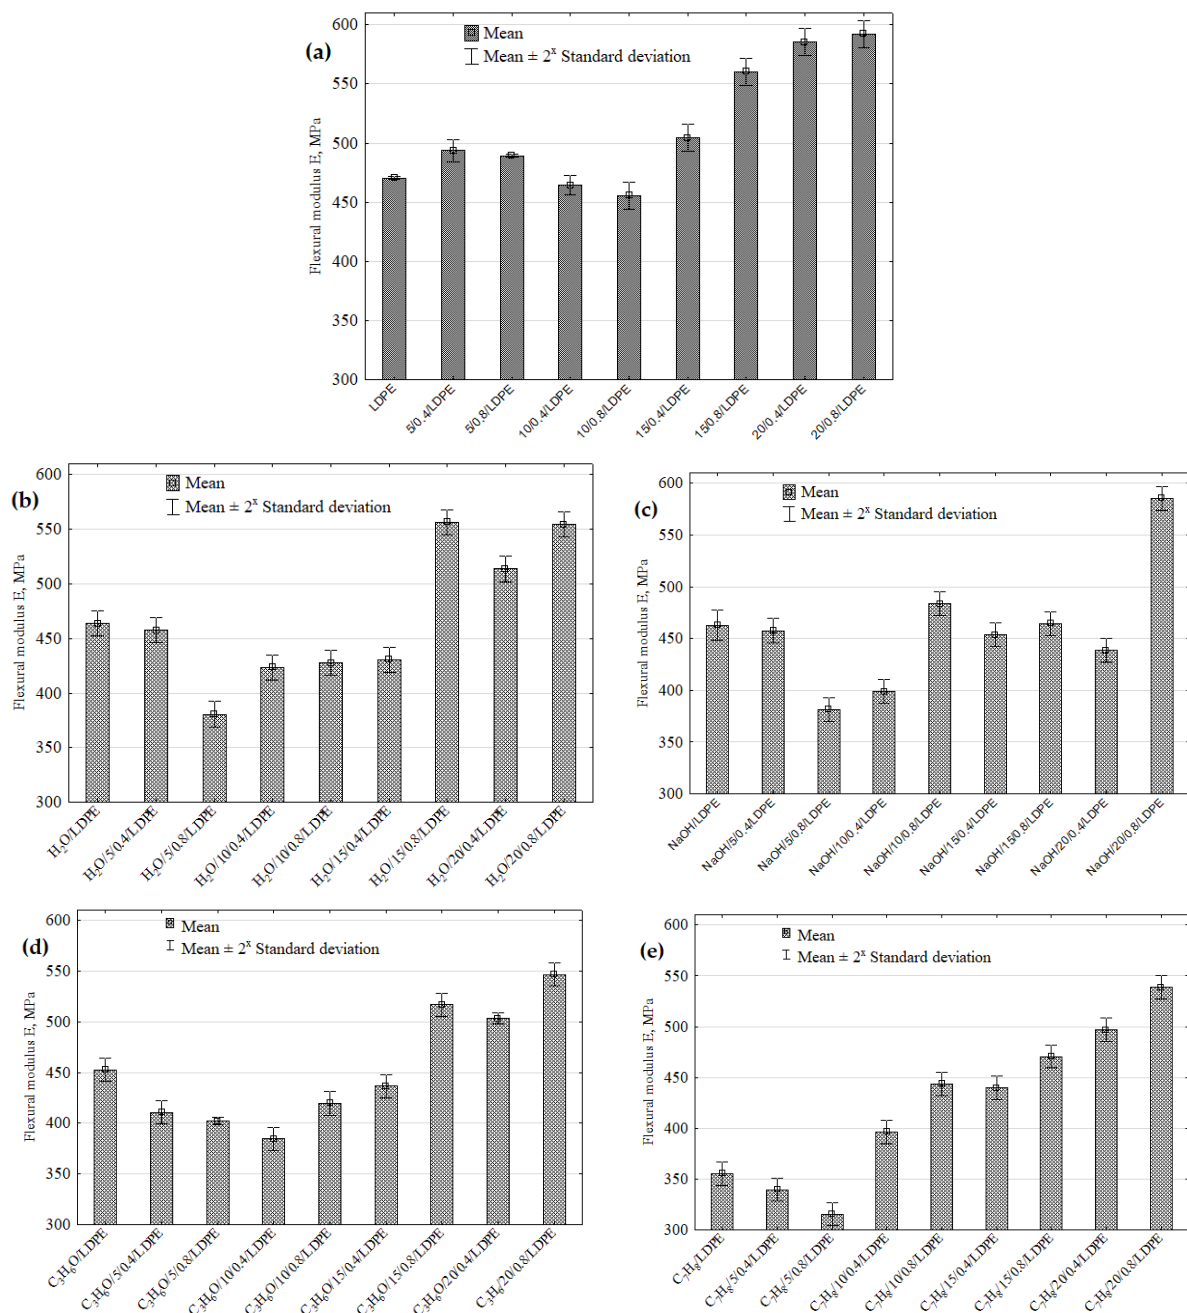 (a)
Mean
Mean ± 2ˣ Standard deviation
Flexural modulus E, MPa
600
550
500
450
400
350
300
LDPE
5/0.4/LDPE
5/0.8/LDPE
10/0.4/LDPE
10/0.8/LDPE
15/0.4/LDPE
15/0.8/LDPE
20/0.4/LDPE
20/0.8/LDPE
(b)
Mean
Mean ± 2ˣ Standard deviation
Flexural modulus E, MPa
600
550
500
450
400
350
300
H₂O/LDPE
H₂O/5/0.4/LDPE
H₂O/5/0.8/LDPE
H₂O/10/0.4/LDPE
H₂O/10/0.8/LDPE
H₂O/15/0.4/LDPE
H₂O/15/0.8/LDPE
H₂O/20/0.4/LDPE
H₂O/20/0.8/LDPE
(c)
Mean
Mean ± 2ˣ Standard deviation
Flexural modulus E, MPa
600
550
500
450
400
350
300
NaOH/LDPE
NaOH/5/0.4/LDPE
NaOH/5/0.8/LDPE
NaOH/10/0.4/LDPE
NaOH/10/0.8/LDPE
NaOH/15/0.4/LDPE
NaOH/15/0.8/LDPE
NaOH/20/0.4/LDPE
NaOH/20/0.8/LDPE
(d)
Mean
Mean ± 2ˣ Standard deviation
Flexural modulus E, MPa
600
550
500
450
400
350
300
C₃H₆O/LDPE
C₃H₆O/5/0.4/LDPE
C₃H₆O/5/0.8/LDPE
C₃H₆O/10/0.4/LDPE
C₃H₆O/10/0.8/LDPE
C₃H₆O/15/0.4/LDPE
C₃H₆O/15/0.8/LDPE
C₃H₆O/20/0.4/LDPE
C₃H₆/20/0.8/LDPE
(e)
Mean
Mean ± 2ˣ Standard deviation
Flexural modulus E, MPa
600
550
500
450
400
350
300
C₇H₈/LDPE
C₇H₈/5/0.4/LDPE
C₇H₈/5/0.8/LDPE
C₇H₈/10/0.4/LDPE
C₇H₈/10/0.8/LDPE
C₇H₈/15/0.4/LDPE
C₇H₈/15/0.8/LDPE
C₇H₈/20/0.4/LDPE
C₇H₈/20/0.8/LDPE